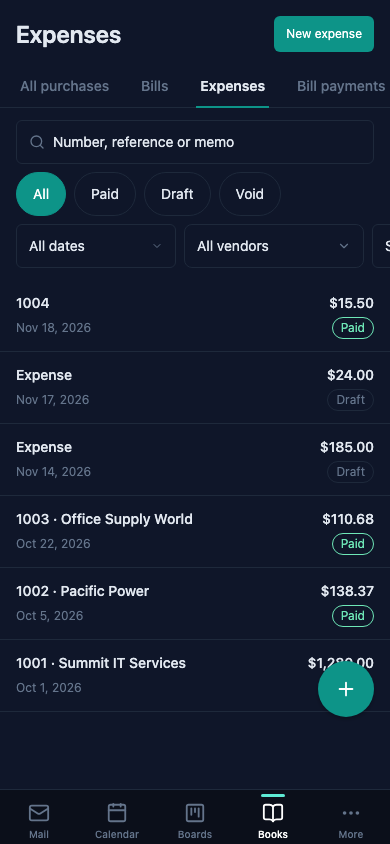 Expenses
New expense
All purchases Bills Expenses Bill payments
Number, reference or memo
All Paid Draft Void
All dates All vendors
1004 $15.50
Nov 18, 2026 Paid
Expense $24.00
Nov 17, 2026 Draft
Expense $185.00
Nov 14, 2026 Draft
1003 · Office Supply World $110.68
Oct 22, 2026 Paid
1002 · Pacific Power $138.37
Oct 5, 2026 Paid
1001 · Summit IT Services
Oct 1, 2026
Mail Calendar Boards Books More